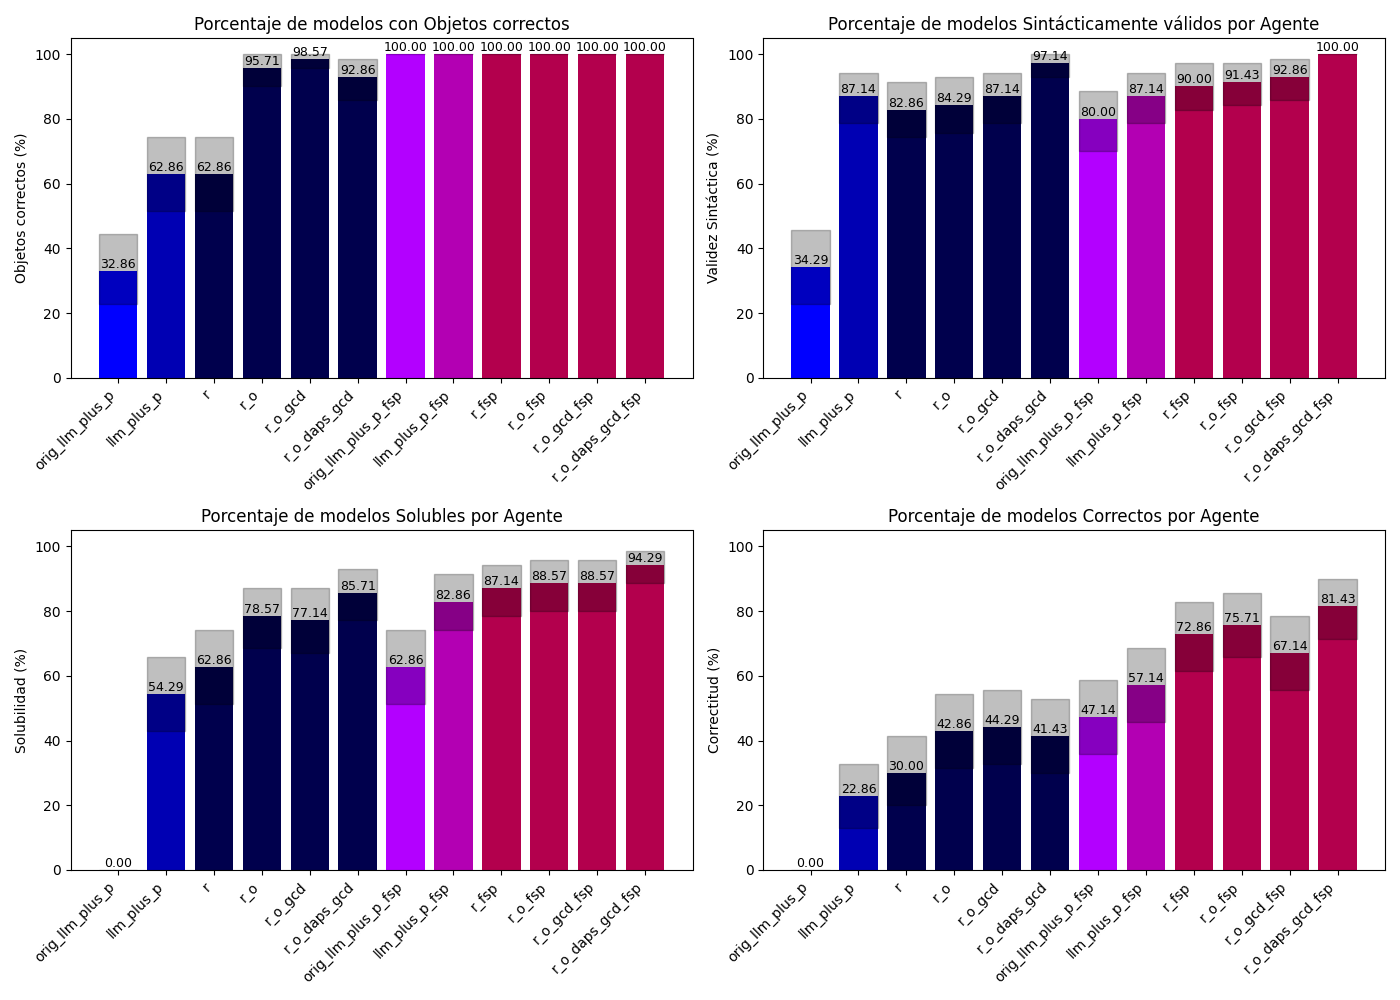 Porcentaje de modelos con Objetos correctos
Objetos correctos (%)
100
80
60
40
20
0
32.86
62.86
62.86
95.71
98.57
92.86
100.00
100.00
100.00
100.00
100.00
100.00
orig_llm_plus_p
llm_plus_p
r
r_o
r_o_gcd
r_o_daps_gcd
orig_llm_plus_p_fsp
llm_plus_p_fsp
r_fsp
r_o_fsp
r_o_gcd_fsp
r_o_daps_gcd_fsp
Porcentaje de modelos Sintácticamente válidos por Agente
Validez Sintáctica (%)
100
80
60
40
20
0
34.29
87.14
82.86
84.29
87.14
97.14
80.00
87.14
90.00
91.43
92.86
100.00
orig_llm_plus_p
llm_plus_p
r
r_o
r_o_gcd
r_o_daps_gcd
orig_llm_plus_p_fsp
llm_plus_p_fsp
r_fsp
r_o_fsp
r_o_gcd_fsp
r_o_daps_gcd_fsp
Porcentaje de modelos Solubles por Agente
Solubilidad (%)
100
80
60
40
20
0
0.00
54.29
62.86
78.57
77.14
85.71
62.86
82.86
87.14
88.57
88.57
94.29
orig_llm_plus_p
llm_plus_p
r
r_o
r_o_gcd
r_o_daps_gcd
orig_llm_plus_p_fsp
llm_plus_p_fsp
r_fsp
r_o_fsp
r_o_gcd_fsp
r_o_daps_gcd_fsp
Porcentaje de modelos Correctos por Agente
Correctitud (%)
100
80
60
40
20
0
0.00
22.86
30.00
42.86
44.29
41.43
47.14
57.14
72.86
75.71
67.14
81.43
orig_llm_plus_p
llm_plus_p
r
r_o
r_o_gcd
r_o_daps_gcd
orig_llm_plus_p_fsp
llm_plus_p_fsp
r_fsp
r_o_fsp
r_o_gcd_fsp
r_o_daps_gcd_fsp